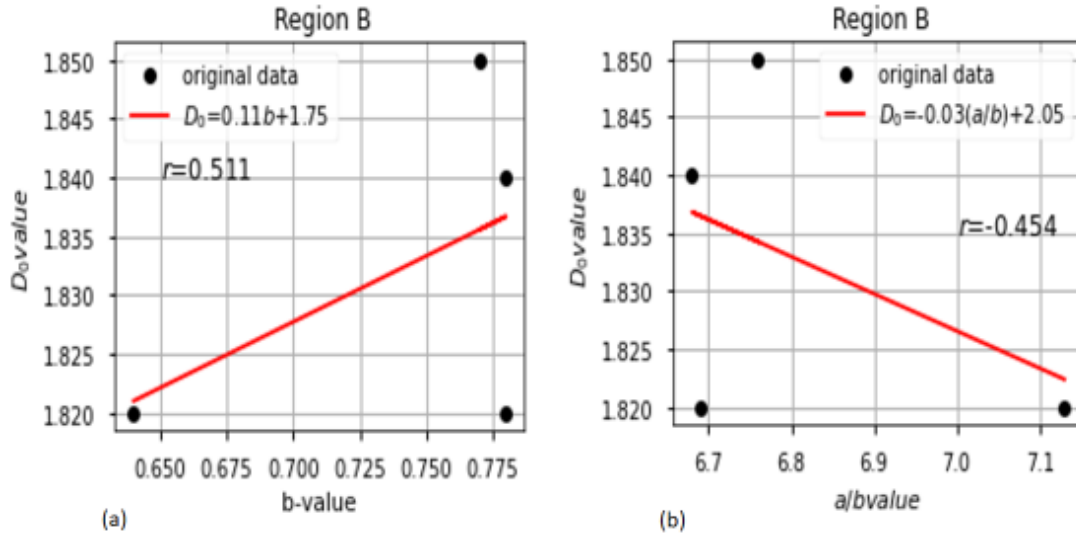 Region B
1.850
1.845
1.840
1.835
1.830
1.825
1.820
D₀value
original data
D₀=0.11b+1.75
r=0.511
0.650 0.675 0.700 0.725 0.750 0.775
b-value
(a)
Region B
1.850
1.845
1.840
1.835
1.830
1.825
1.820
D₀value
original data
D₀=-0.03(a/b)+2.05
r=-0.454
6.7 6.8 6.9 7.0 7.1
a/bvalue
(b)